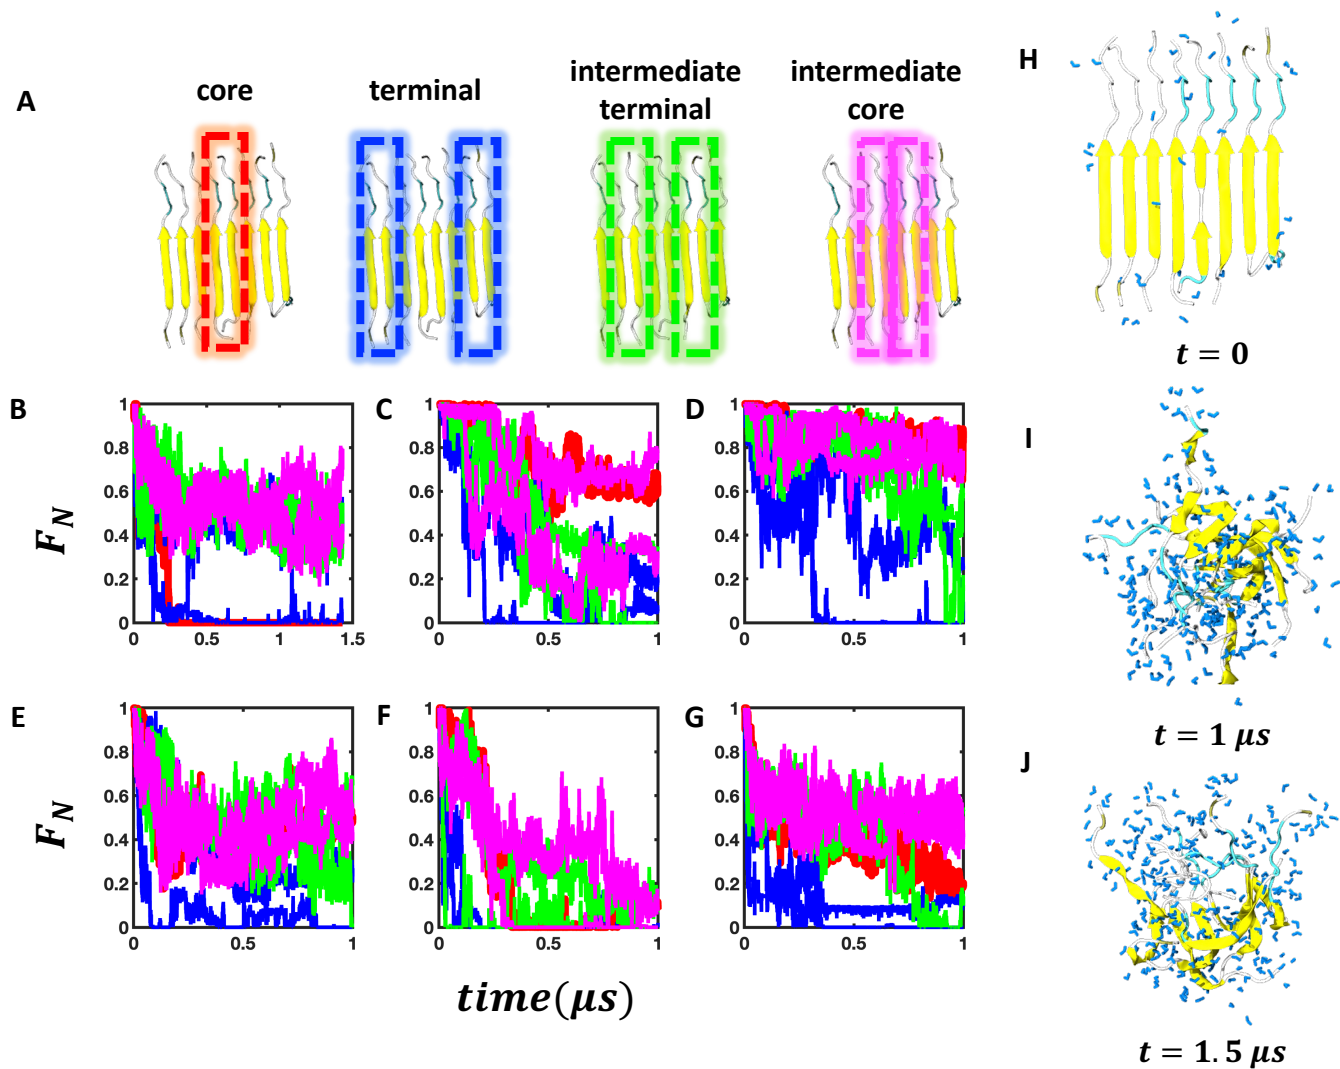 A
core
terminal
intermediate
terminal
intermediate
core
H
t = 0
B
C
D
F_N
1
0.8
0.6
0.4
0.2
0
0
0.5
1
1.5
1
0.8
0.6
0.4
0.2
0
0
0.5
1
1
0.8
0.6
0.4
0.2
0
0
0.5
1
I
t = 1 μs
E
F
G
F_N
1
0.8
0.6
0.4
0.2
0
0
0.5
1
1
0.8
0.6
0.4
0.2
0
0
0.5
1
1
0.8
0.6
0.4
0.2
0
0
0.5
1
time(μs)
J
t = 1.5 μs